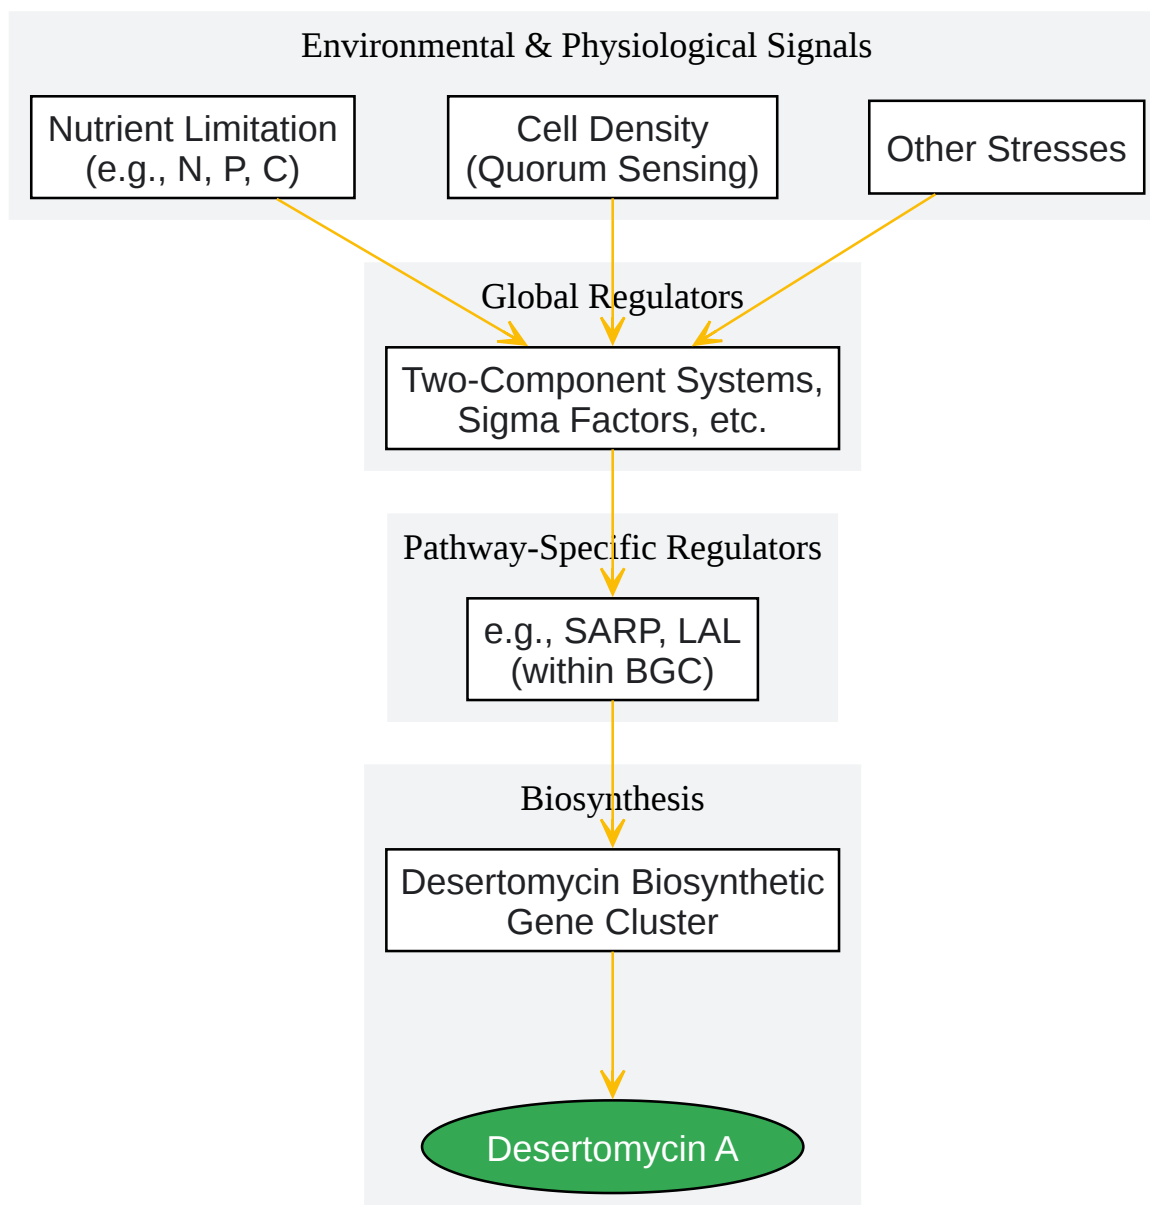 Environmental & Physiological Signals
Nutrient Limitation
(e.g., N, P, C)
Cell Density
(Quorum Sensing)
Other Stresses
Global Regulators
Two-Component Systems,
Sigma Factors, etc.
Pathway-Specific Regulators
e.g., SARP, LAL
(within BGC)
Biosynthesis
Desertomycin Biosynthetic
Gene Cluster
Desertomycin A